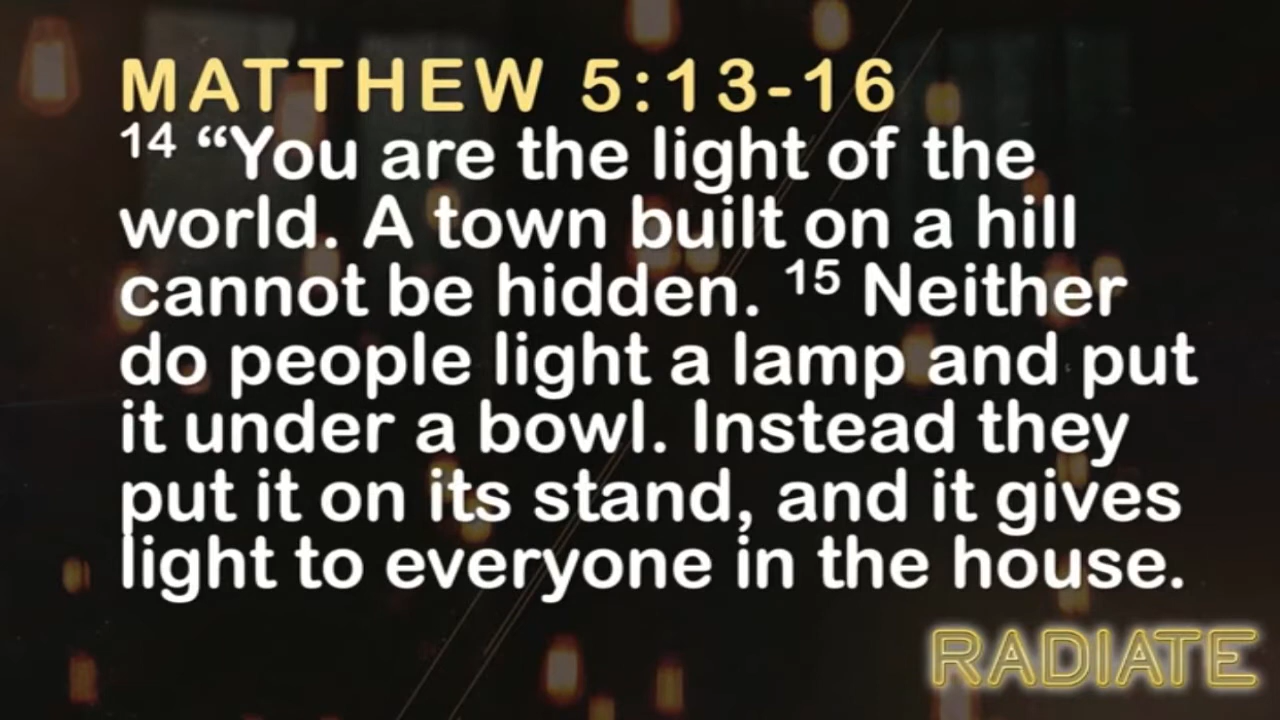 MATTHEW 5:13-16
14 “You are the light of the
world. A town built on a hill
cannot be hidden. 15 Neither
do people light a lamp and put
it under a bowl. Instead they
put it on its stand, and it gives
light to everyone in the house.
RADIATE